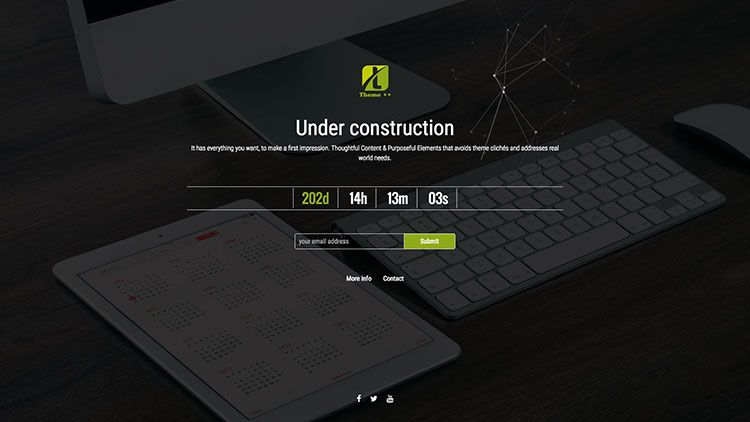 Theme ++
Under construction
It has everything you want, to make a first impression. Thoughtful Content & Purposeful Elements that avoids theme clichés and addresses real
world needs.
202d 14h 13m 03s
your email address Submit
More Info Contact